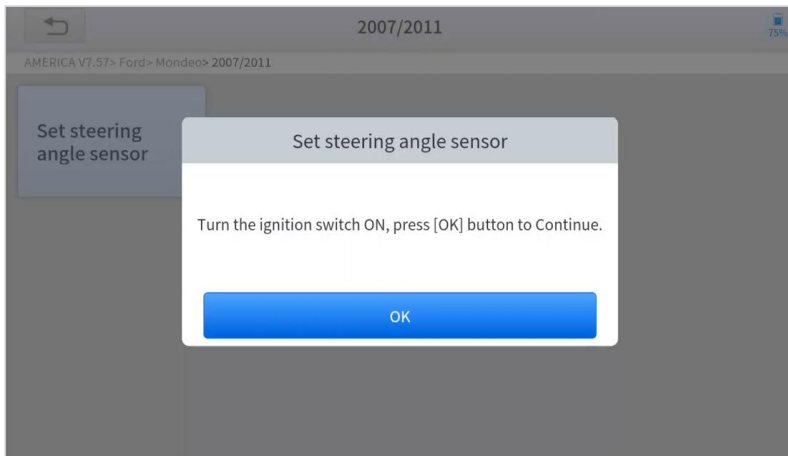 2007/2011
75%
AMERICA V7.57> Ford> Mondeo> 2007/2011
Set steering
angle sensor
Set steering angle sensor
Turn the ignition switch ON, press [OK] button to Continue.
OK